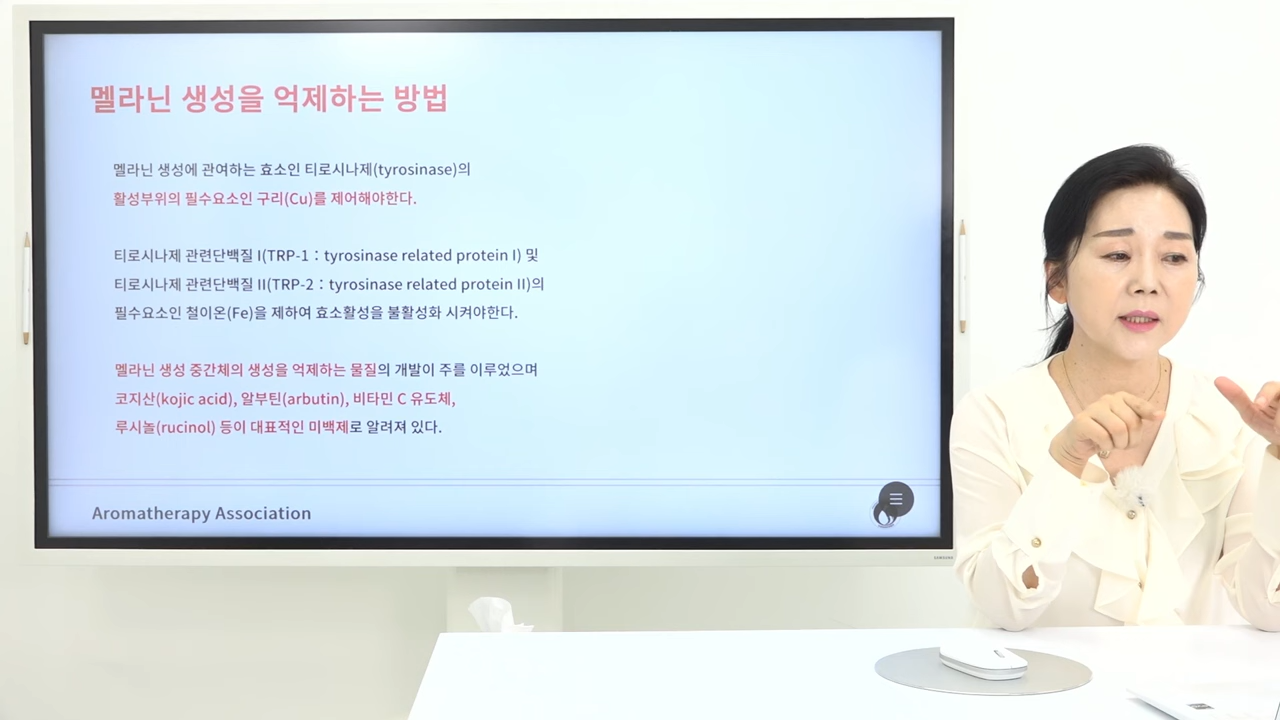 멜라닌 생성을 억제하는 방법
멜라닌 생성에 관여하는 효소인 티로시나제(tyrosinase)의
활성부위의 필수요소인 구리(Cu)를 제어해야한다.
티로시나제 관련단백질 I(TRP-1 : tyrosinase related protein I) 및
티로시나제 관련단백질 II(TRP-2 : tyrosinase related protein II)의
필수요소인 철이온(Fe)을 제하여 효소활성을 불활성화 시켜야한다.
멜라닌 생성 중간체의 생성을 억제하는 물질의 개발이 주를 이루었으며
코지산(kojic acid), 알부틴(arbutin), 비타민 C 유도체,
루시놀(rucinol) 등이 대표적인 미백제로 알려져 있다.
Aromatherapy Association
SAMSUNG